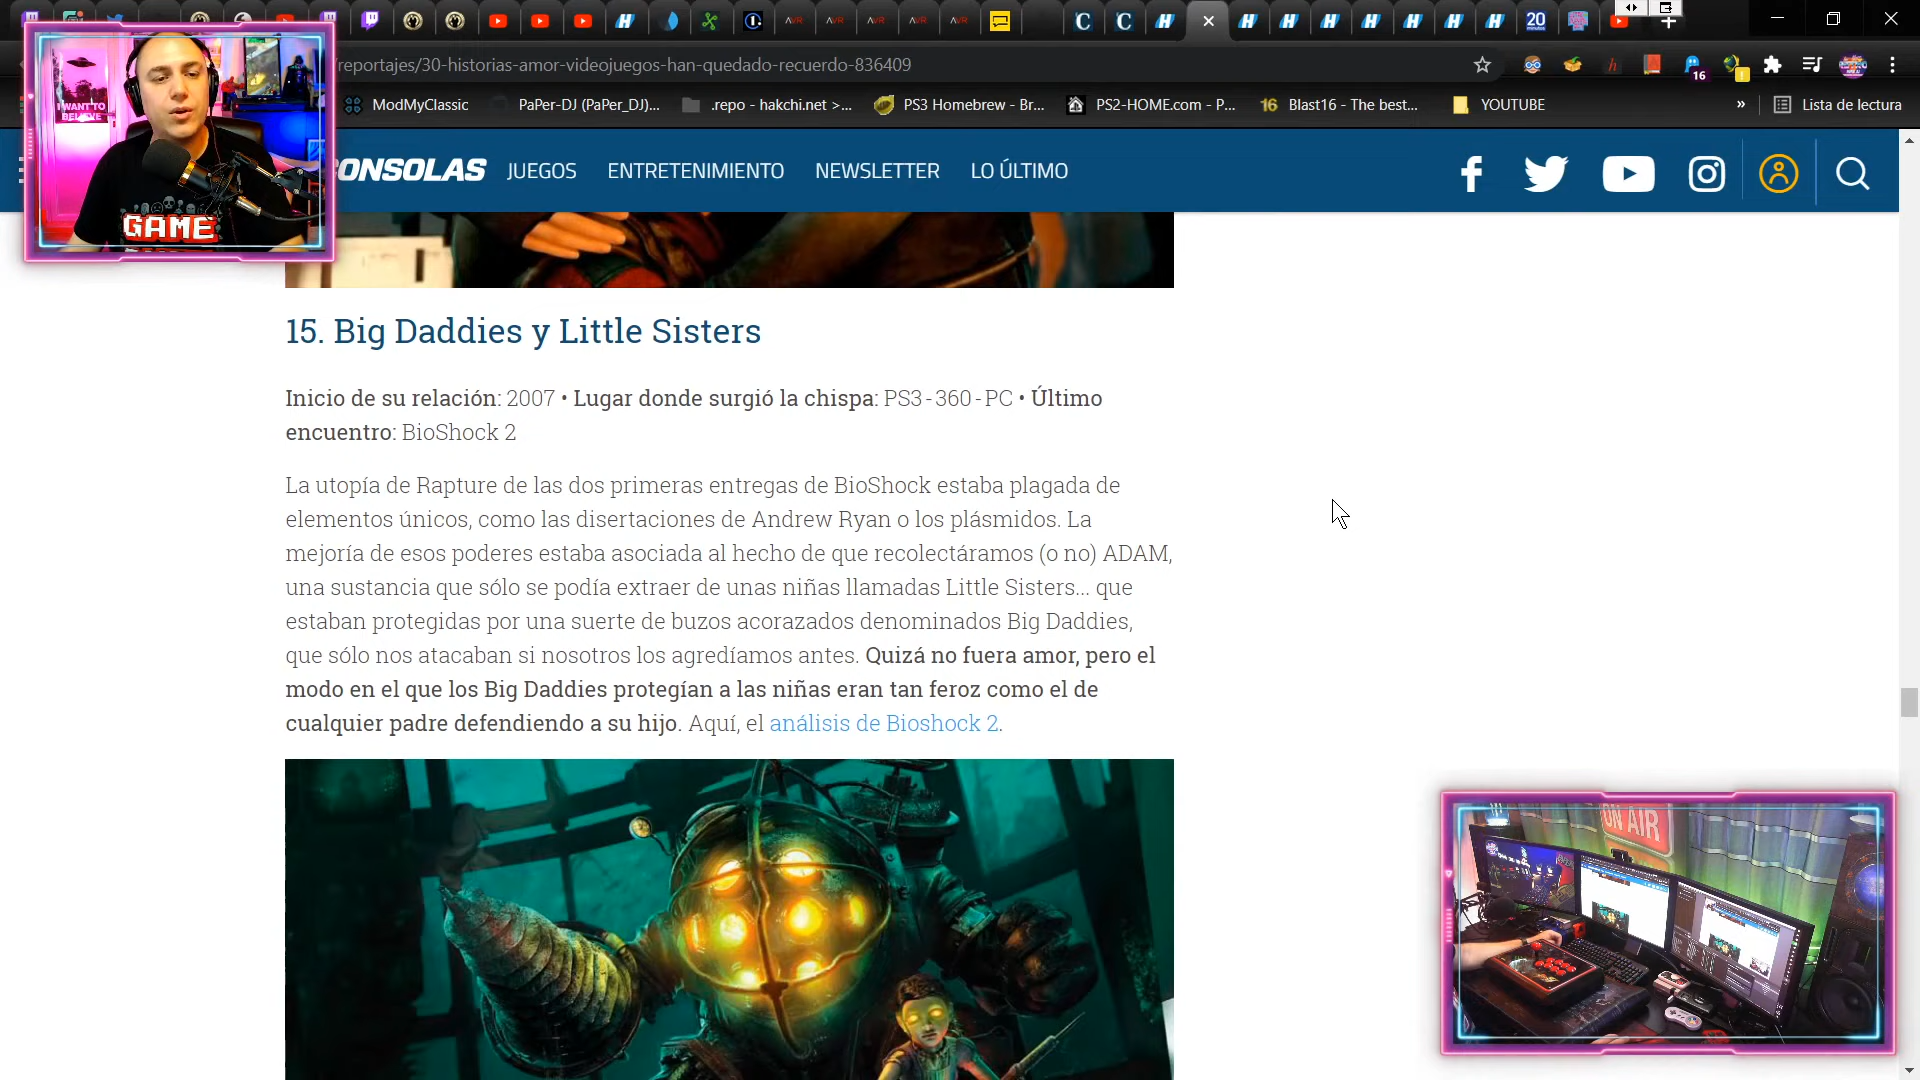 reportajes/30-historias-amor-videojuegos-han-quedado-recuerdo-836409
16
ModMyClassic
PaPer-DJ (PaPer_DJ)...
.repo - hakchi.net >...
PS3 Homebrew - Br...
PS2-HOME.com - P...
16 Blast16 - The best...
YOUTUBE
»
Lista de lectura
I WANT TO
BELIEVE
GAME
ONSOLAS
JUEGOS
ENTRETENIMIENTO
NEWSLETTER
LO ÚLTIMO
15. Big Daddies y Little Sisters
Inicio de su relación: 2007 • Lugar donde surgió la chispa: PS3-360-PC • Último
encuentro: BioShock 2
La utopía de Rapture de las dos primeras entregas de BioShock estaba plagada de
elementos únicos, como las disertaciones de Andrew Ryan o los plásmidos. La
mejoría de esos poderes estaba asociada al hecho de que recolectáramos (o no) ADAM,
una sustancia que sólo se podía extraer de unas niñas llamadas Little Sisters... que
estaban protegidas por una suerte de buzos acorazados denominados Big Daddies,
que sólo nos atacaban si nosotros los agredíamos antes. Quizá no fuera amor, pero el
modo en el que los Big Daddies protegían a las niñas eran tan feroz como el de
cualquier padre defendiendo a su hijo. Aquí, el análisis de Bioshock 2.
ON AIR